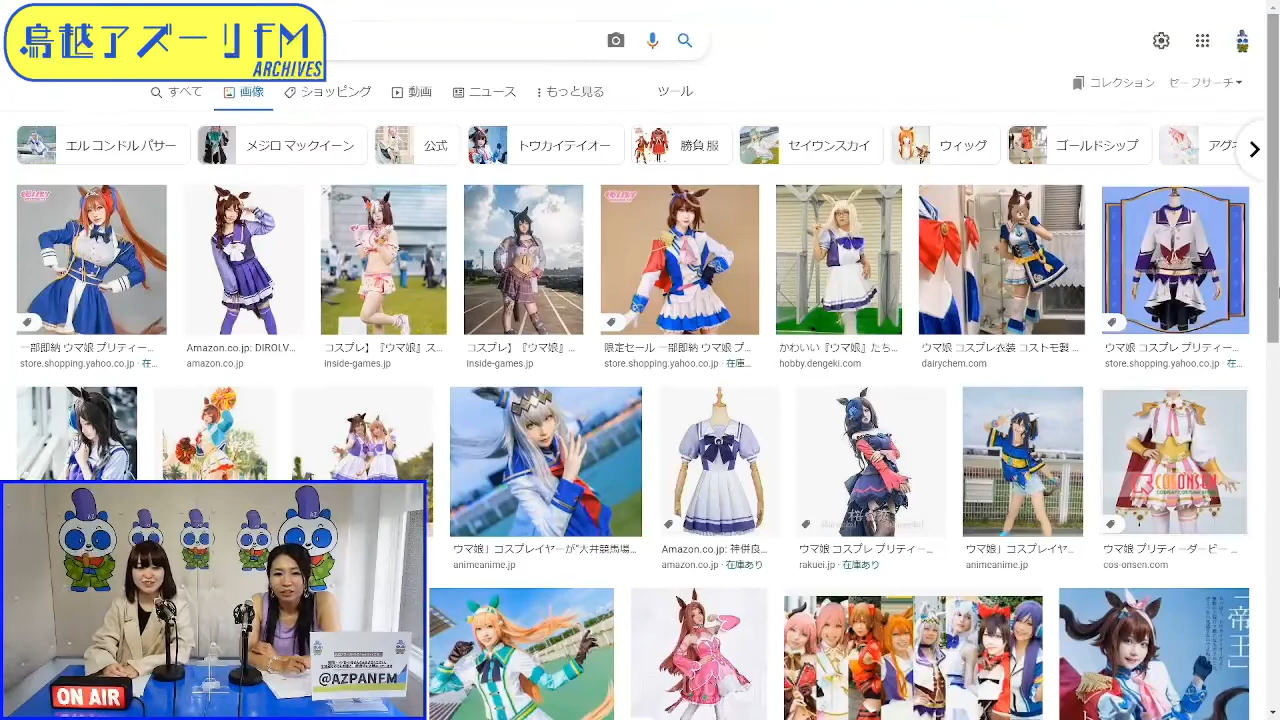 鳥越アズーリFM
ARCHIVES
すべて
画像
ショッピング
動画
ニュース
もっと見る
ツール
コレクション
セーフサーチ
エル コンドル パサー
メジロ マックイーン
公式
トウカイテイオー
勝負 服
セイウンスカイ
ウィッグ
ゴールドシップ
アグ
一部即納 ウマ娘 プリティー...
store.shopping.yahoo.co.jp · 在...
Amazon.co.jp: DIROLV...
amazon.co.jp
コスプレ】『ウマ娘』ス...
inside-games.jp
コスプレ】『ウマ娘』...
inside-games.jp
限定セール 一部即納 ウマ娘 プ...
store.shopping.yahoo.co.jp · 在庫...
かわいい『ウマ娘』たち...
hobby.dengeki.com
ウマ娘 コスプレ衣装 コストモ製 ...
dairychem.com
ウマ娘 コスプレ プリティー...
store.shopping.yahoo.co.jp · 在...
COSONSEN
ウマ娘」コスプレイヤーが"大井競馬場...
animeanime.jp
Amazon.co.jp: 神併良...
amazon.co.jp · 在庫あり
ウマ娘 コスプレ プリティー...
rakuei.jp · 在庫あり
ウマ娘」コスプレイヤ...
animeanime.jp
ウマ娘 プリティーダービー ...
cos-onsen.com
「帝王」
@AZPANFM
ON AIR